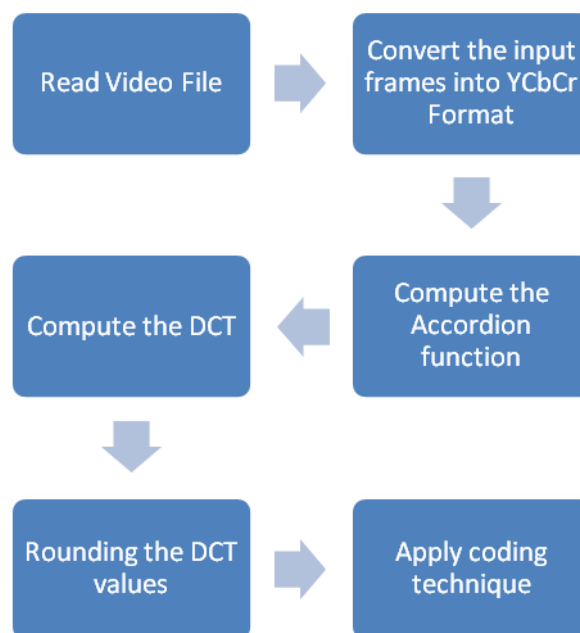 Read Video File
Convert the input
frames into YCbCr
Format
Compute the
Accordion
function
Compute the DCT
Rounding the DCT
values
Apply coding
technique